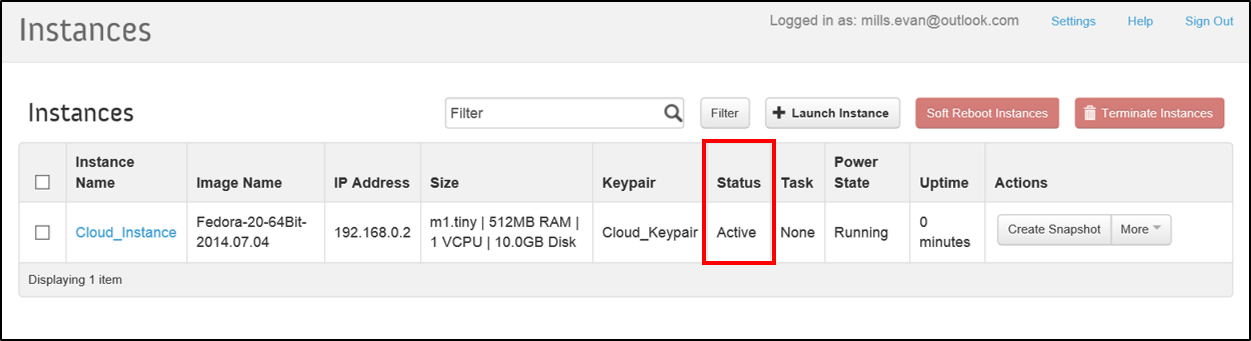 Instances
Logged in as: mills.evan@outlook.com Settings Help Sign Out
Instances
Filter Filter Launch Instance Soft Reboot Instances Terminate Instances
Instance Name Image Name IP Address Size Keypair Status Task Power State Uptime Actions
Cloud_Instance Fedora-20-64Bit-2014.07.04 192.168.0.2 m1.tiny | 512MB RAM | 1 VCPU | 10.0GB Disk Cloud_Keypair Active None Running 0 minutes Create Snapshot More
Displaying 1 item